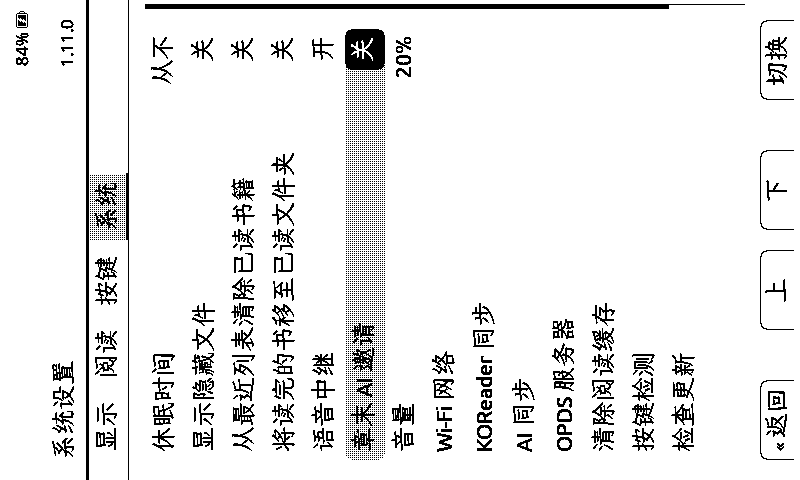 84%
系统设置 1.11.0
显示 阅读 按键 系统
休眠时间 从不
显示隐藏文件 关
从最近列表清除已读书籍 关
将读完的书移至已读文件夹 关
语音中继 开
章末 AI 邀请 关
音量 20%
Wi-Fi 网络
KOReader 同步
AI 同步
OPDS 服务器
清除阅读缓存
按键检测
检查更新
« 返回 上 下 切换